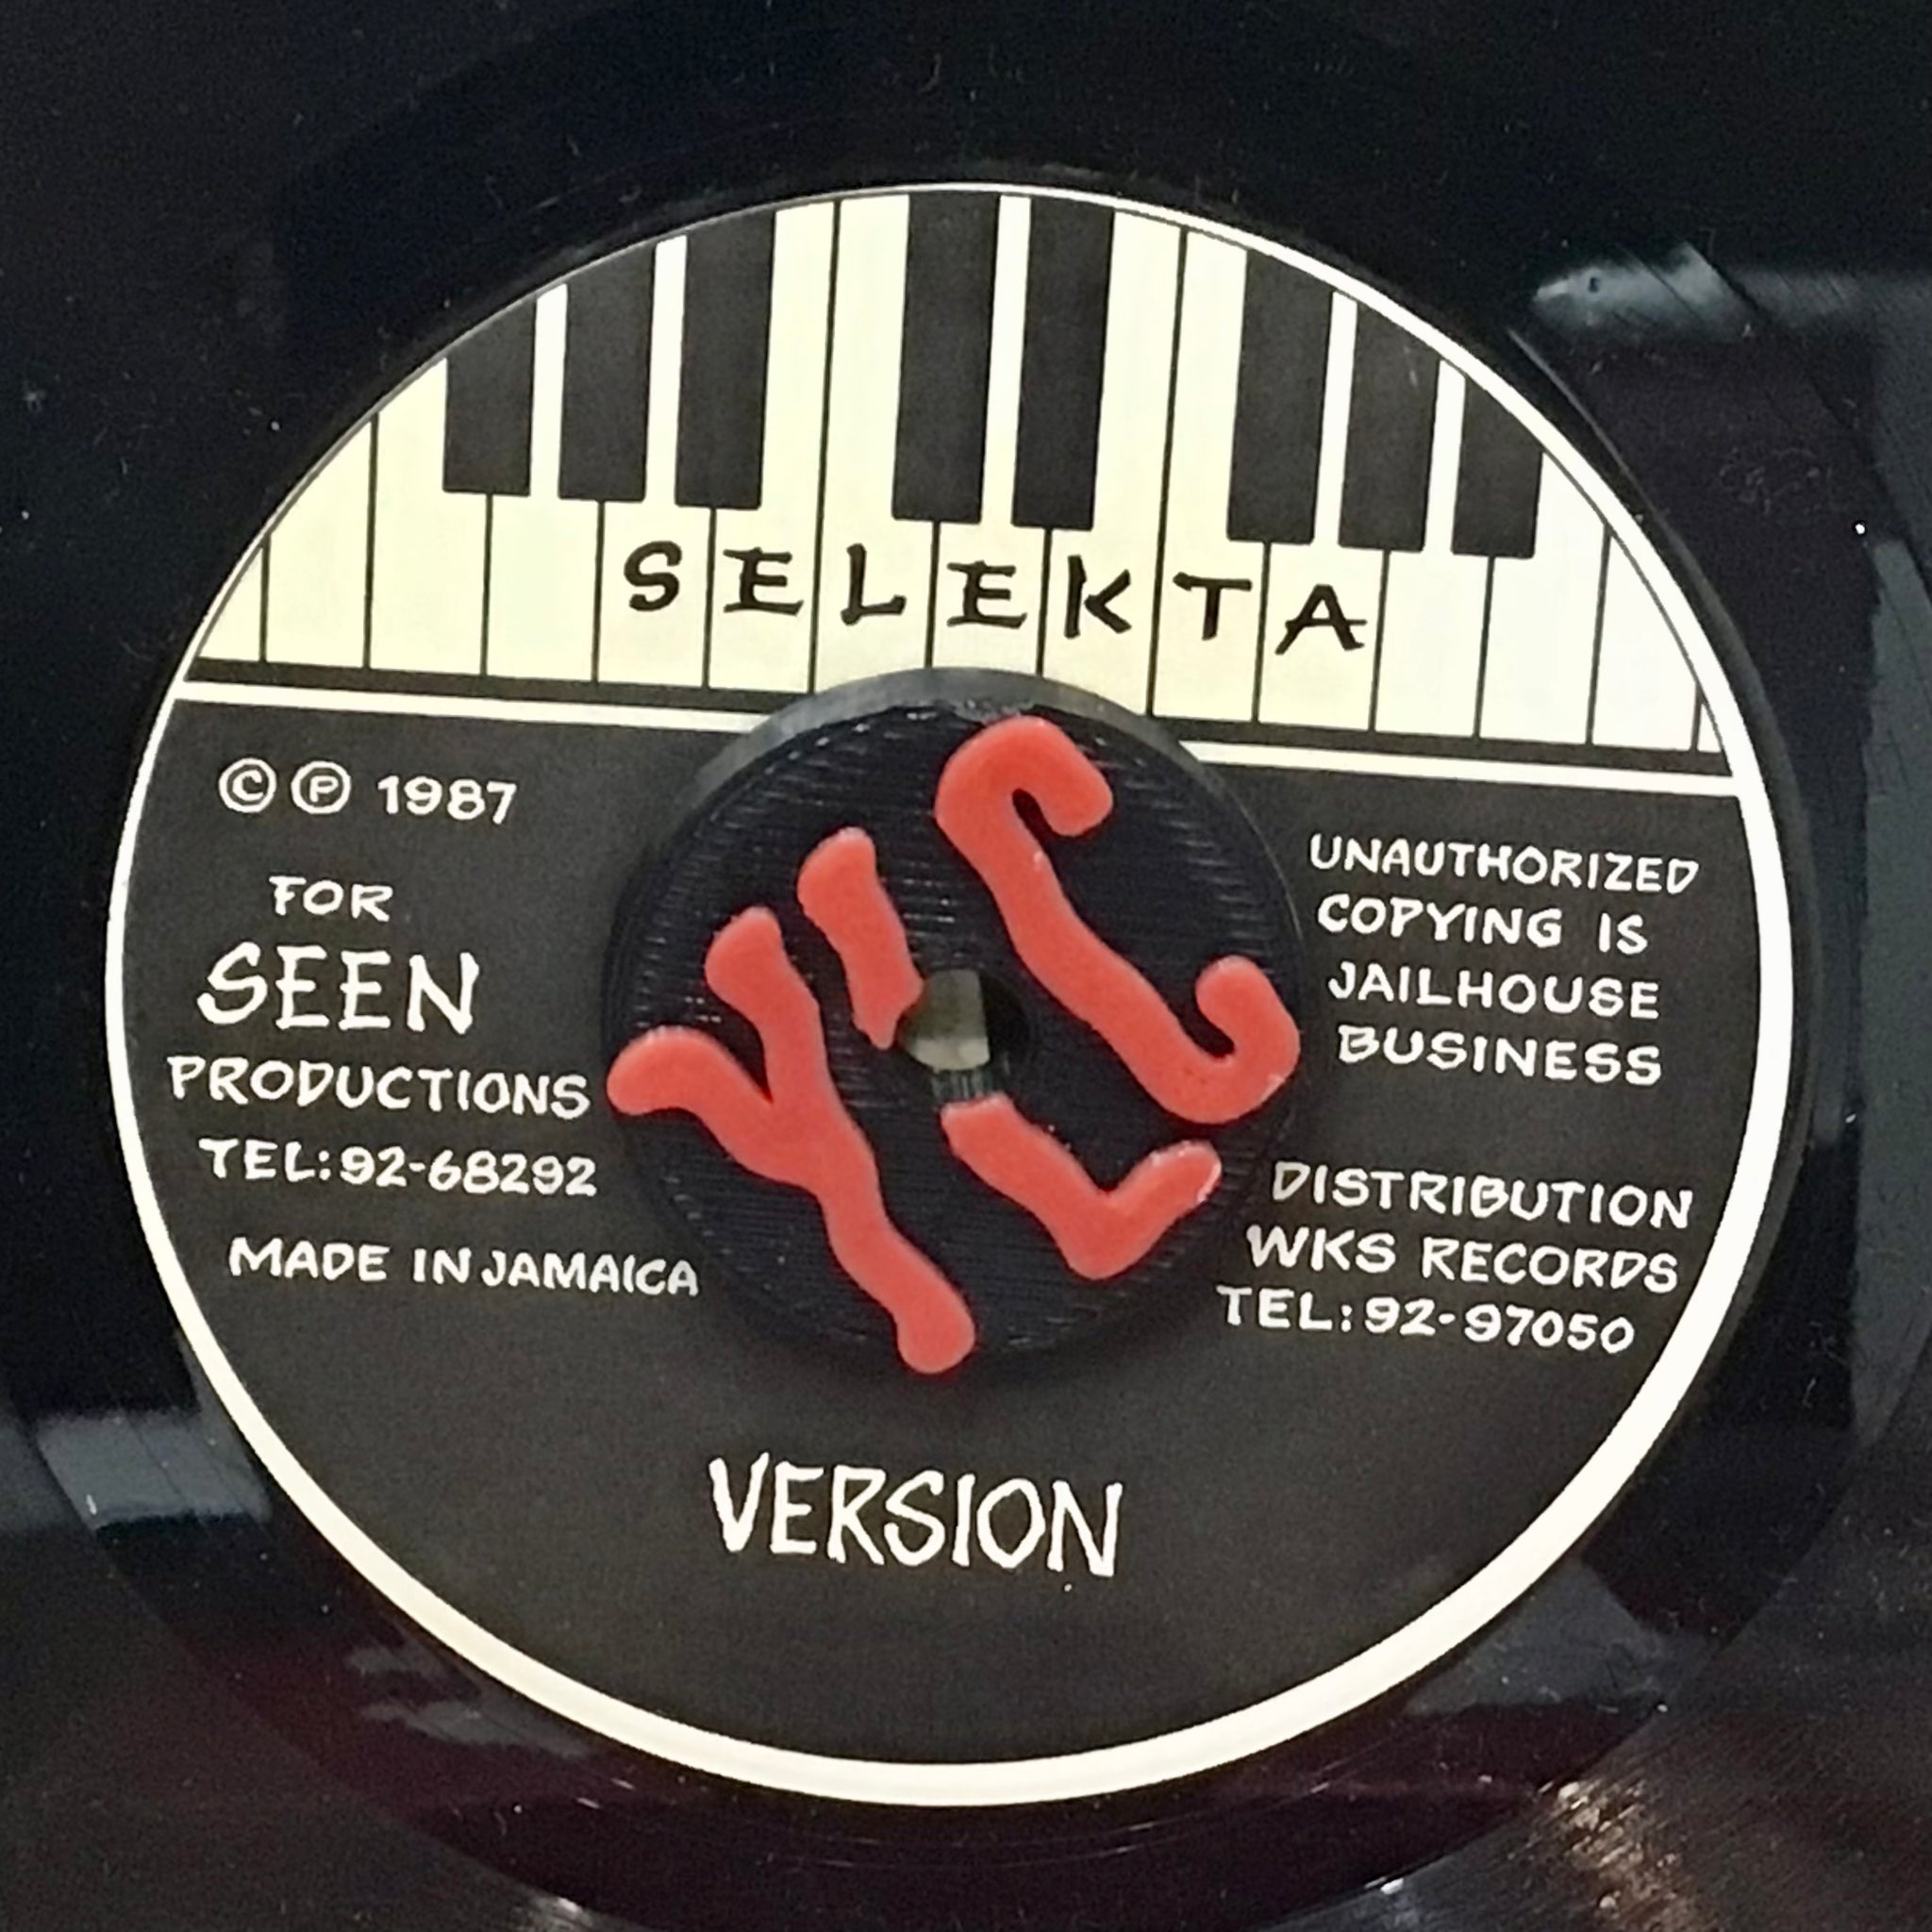 SELEKTA
Ⓒ Ⓟ 1987
FOR
SEEN
PRODUCTIONS
TEL:92-68292
MADE IN JAMAICA
UNAUTHORIZED
COPYING IS
JAILHOUSE
BUSINESS
DISTRIBUTION
WKS RECORDS
TEL:92-97050
VERSION